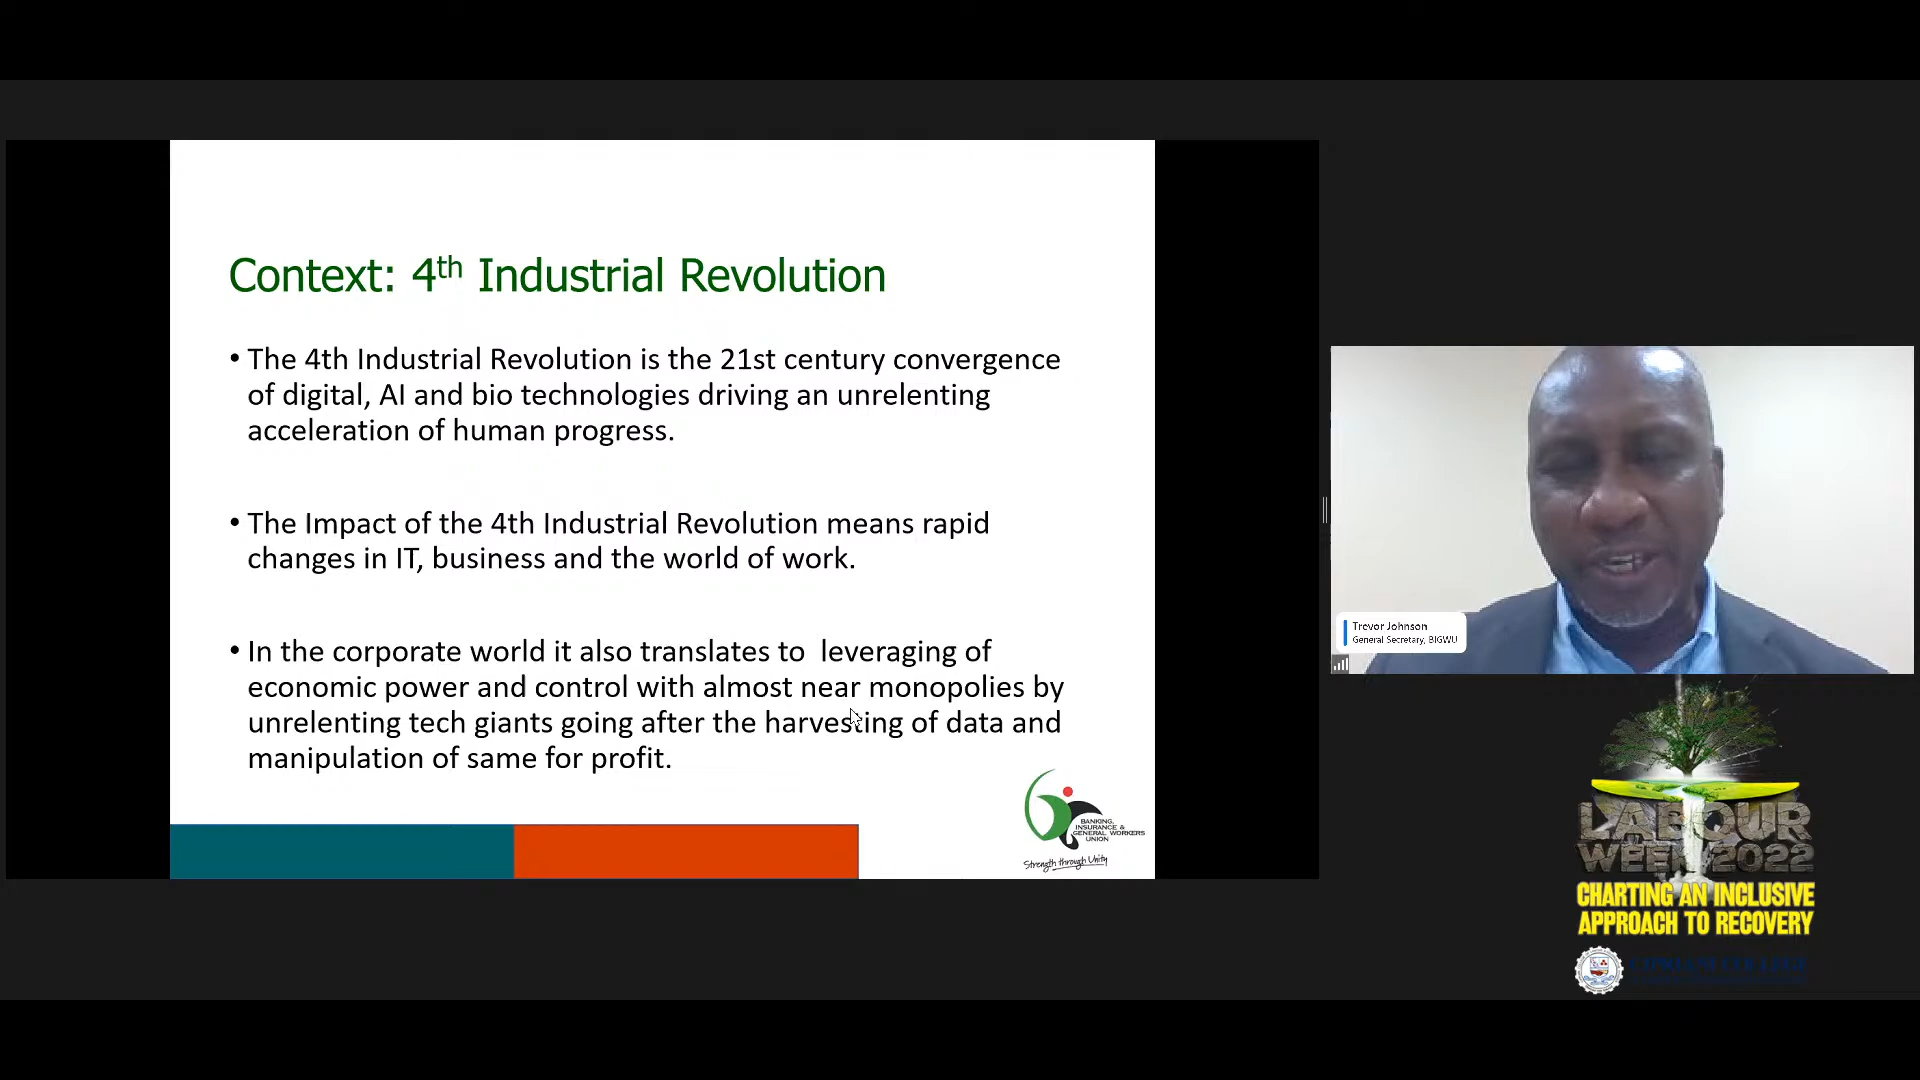 Context: 4th Industrial Revolution
• The 4th Industrial Revolution is the 21st century convergence
of digital, AI and bio technologies driving an unrelenting
acceleration of human progress.
• The Impact of the 4th Industrial Revolution means rapid
changes in IT, business and the world of work.
• In the corporate world it also translates to leveraging of
economic power and control with almost near monopolies by
unrelenting tech giants going after the harvesting of data and
manipulation of same for profit.
BANKING,
INSURANCE &
GENERAL WORKERS
UNION
Strength through Unity
Trevor Johnson
General Secretary, BIGWU
LABOUR
WEEK 2022
CHARTING AN INCLUSIVE
APPROACH TO RECOVERY
CIPRIANI COLLEGE